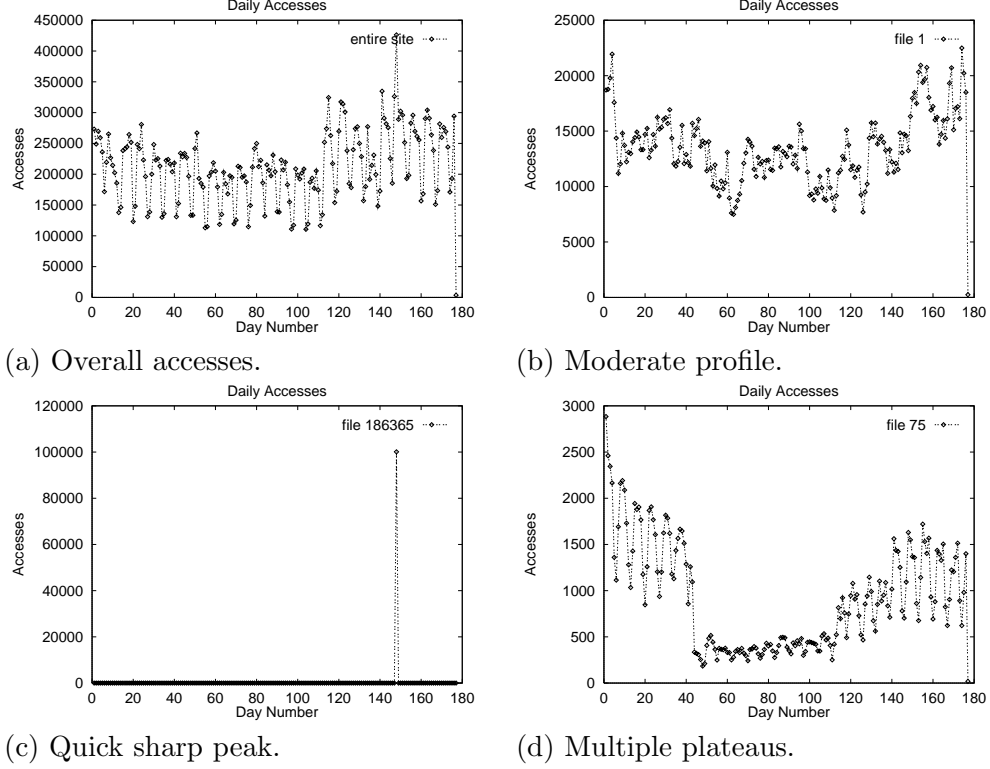 Daily Accesses
450000
400000
350000
300000
250000
200000
150000
100000
50000
0
Accesses
entire site
0 20 40 60 80 100 120 140 160 180
Day Number
(a) Overall accesses.
Daily Accesses
25000
20000
15000
10000
5000
0
Accesses
file 1
0 20 40 60 80 100 120 140 160 180
Day Number
(b) Moderate profile.
Daily Accesses
120000
100000
80000
60000
40000
20000
0
Accesses
file 186365
0 20 40 60 80 100 120 140 160 180
Day Number
(c) Quick sharp peak.
Daily Accesses
3000
2500
2000
1500
1000
500
0
Accesses
file 75
0 20 40 60 80 100 120 140 160 180
Day Number
(d) Multiple plateaus.